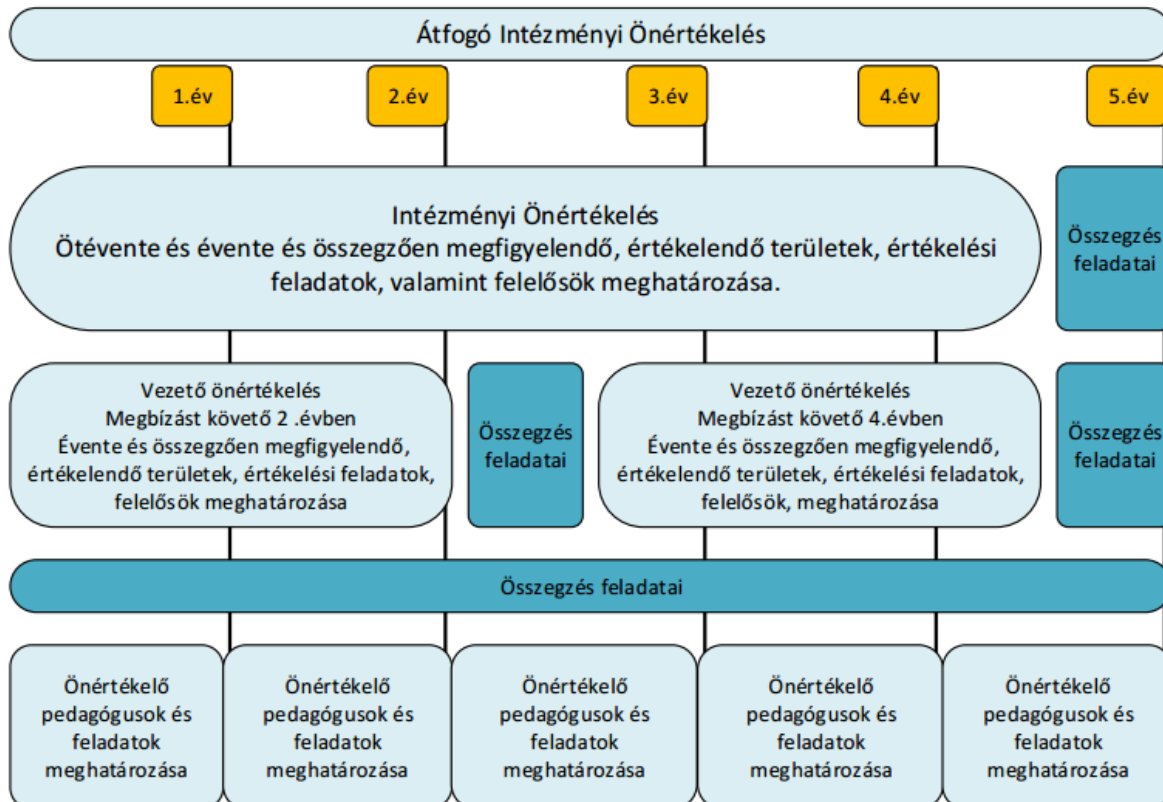 Átfogó Intézményi Önértékelés
1.év
2.év
3.év
4.év
5.év
Intézményi Önértékelés
Ötévente és évente és összegzően megfigyelendő, értékelendő területek, értékelési
feladatok, valamint felelősök meghatározása.
Összegzés
feladatai
Vezető önértékelés
Megbízást követő 2 .évben
Évente és összegzően megfigyelendő,
értékelendő területek, értékelési feladatok,
felelősök meghatározása
Összegzés
feladatai
Vezető önértékelés
Megbízást követő 4.évben
Évente és összegzően megfigyelendő,
értékelendő területek, értékelési feladatok,
felelősök, meghatározása
Összegzés
feladatai
Összegzés feladatai
Önértékelő
pedagógusok és
feladatok
meghatározása
Önértékelő
pedagógusok és
feladatok
meghatározása
Önértékelő
pedagógusok és
feladatok
meghatározása
Önértékelő
pedagógusok és
feladatok
meghatározása
Önértékelő
pedagógusok és
feladatok
meghatározása